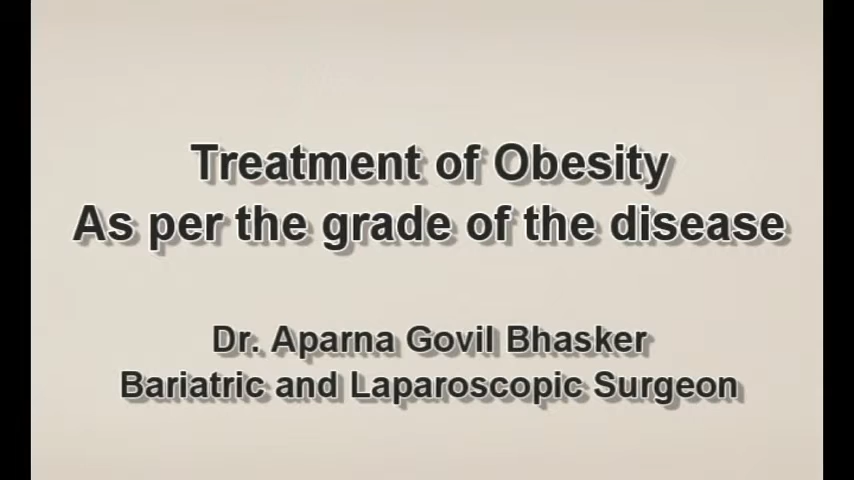 Treatment of Obesity
As per the grade of the disease
Dr. Aparna Govil Bhasker
Bariatric and Laparoscopic Surgeon